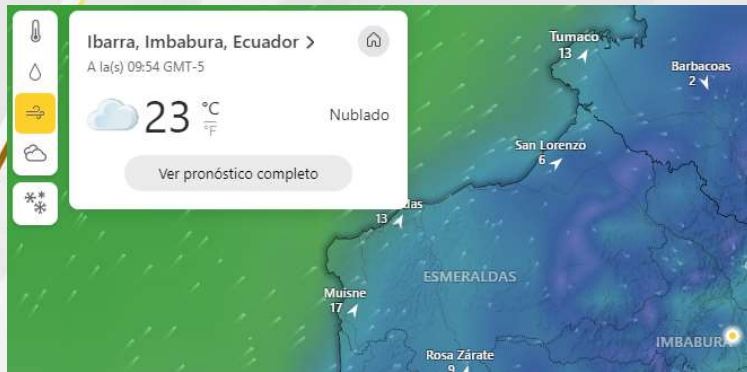 Ibarra, Imbabura, Ecuador >
A la(s) 09:54 GMT-5
23 °C
°F
Nublado
Ver pronóstico completo
Tumaco
13
Barbacoas
2
San Lorenzo
6
das
13
ESMERALDAS
Muisne
17
IMBABURA
Rosa Zárate
9